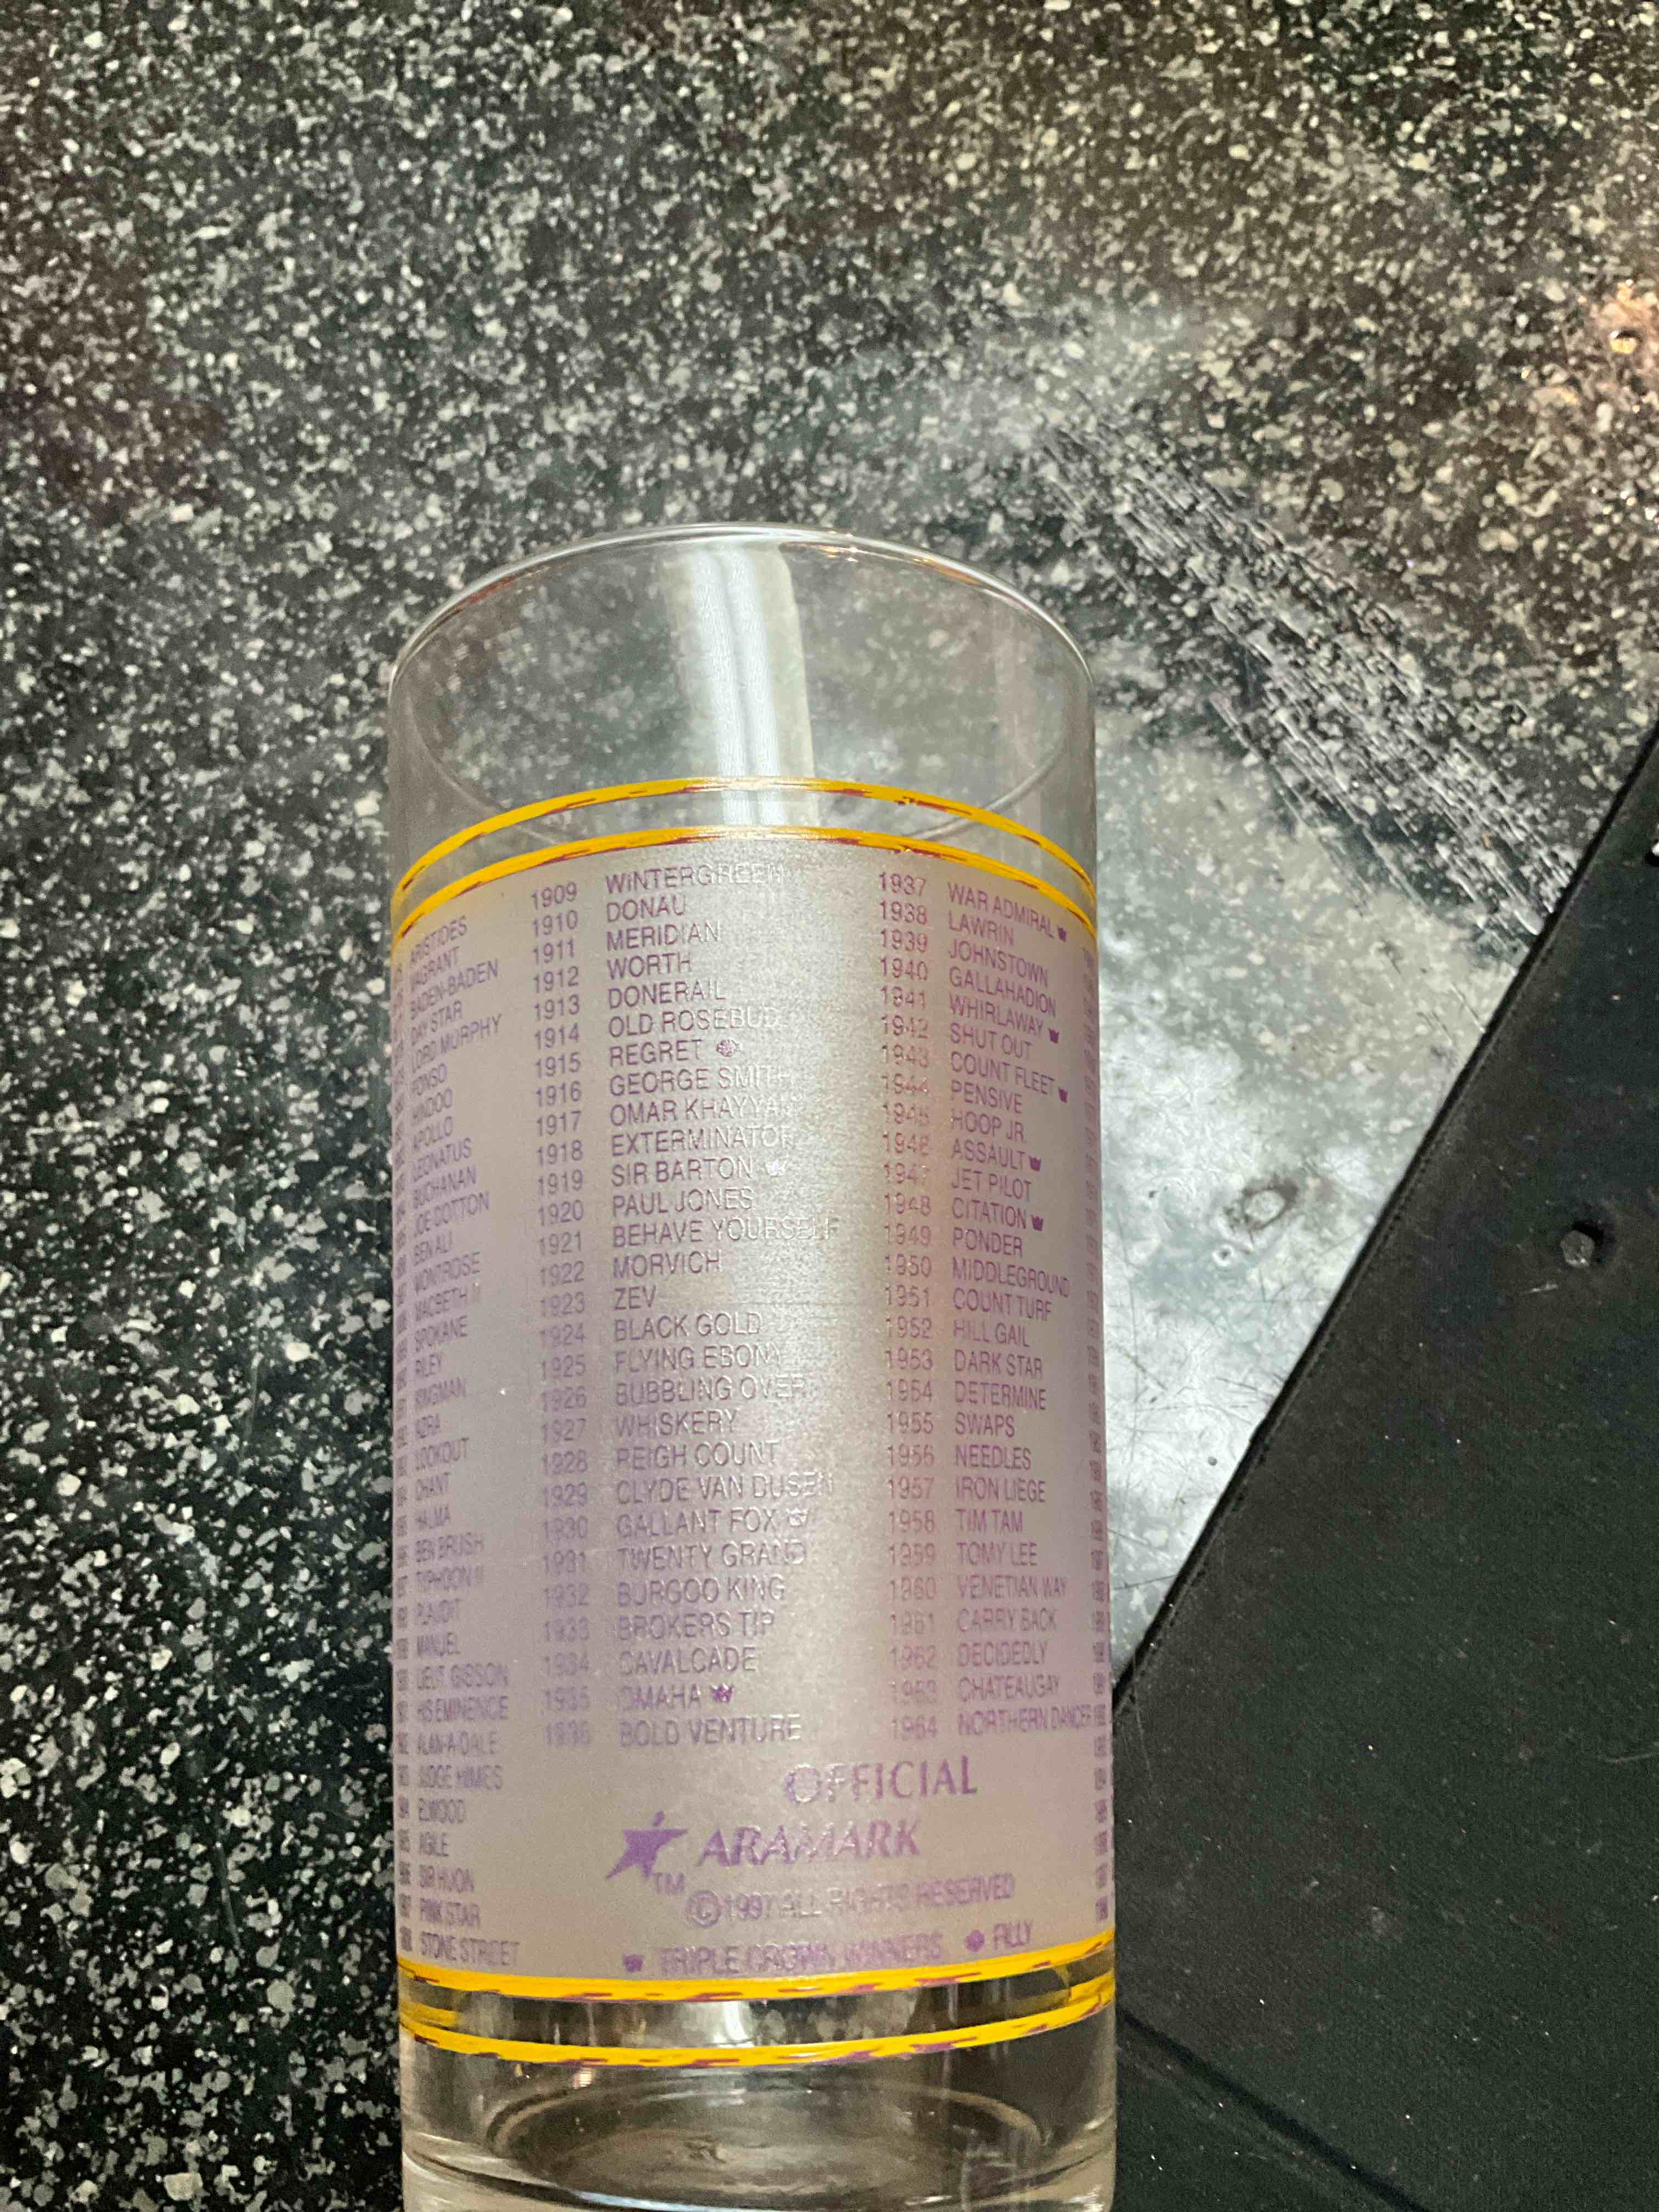 ARISTIDES
VAGRANT
BADEN-BADEN
DAY STAR
LORD MURPHY
FONSO
HINDOO
APOLLO
LEONATUS
BUCHANAN
JOE COTTON
BEN ALI
MONTROSE
MACBETH II
SPOKANE
RILEY
KINGMAN
AZRA
LOOKOUT
CHANT
HALMA
BEN BRUSH
TYPHOON II
PLAUDIT
MANUEL
LIEUT. GIBSON
HIS EMINENCE
ALAN-A-DALE
JUDGE HIMES
ELWOOD
AGILE
SIR HUON
PINK STAR
STONE STREET
1909 WINTERGREEN
1910 DONAU
1911 MERIDIAN
1912 WORTH
1913 DONERAIL
1914 OLD ROSEBUD
1915 REGRET
1916 GEORGE SMITH
1917 OMAR KHAYYAM
1918 EXTERMINATOR
1919 SIR BARTON
1920 PAUL JONES
1921 BEHAVE YOURSELF
1922 MORVICH
1923 ZEV
1924 BLACK GOLD
1925 FLYING EBONY
1926 BUBBLING OVER
1927 WHISKERY
1928 REIGH COUNT
1929 CLYDE VAN DUSEN
1930 GALLANT FOX
1931 TWENTY GRAND
1932 BURGOO KING
1933 BROKERS TIP
1934 CAVALCADE
1935 OMAHA
1936 BOLD VENTURE
1937 WAR ADMIRAL
1938 LAWRIN
1939 JOHNSTOWN
1940 GALLAHADION
1941 WHIRLAWAY
1942 SHUT OUT
1943 COUNT FLEET
1944 PENSIVE
1945 HOOP JR.
1946 ASSAULT
1947 JET PILOT
1948 CITATION
1949 PONDER
1950 MIDDLEGROUND
1951 COUNT TURF
1952 HILL GAIL
1953 DARK STAR
1954 DETERMINE
1955 SWAPS
1956 NEEDLES
1957 IRON LIEGE
1958 TIM TAM
1959 TOMY LEE
1960 VENETIAN WAY
1961 CARRY BACK
1962 DECIDEDLY
1963 CHATEAUGAY
1964 NORTHERN DANCER
OFFICIAL
ARAMARK
TM
©1997 ALL RIGHTS RESERVED
TRIPLE CROWN WINNERS FILLY